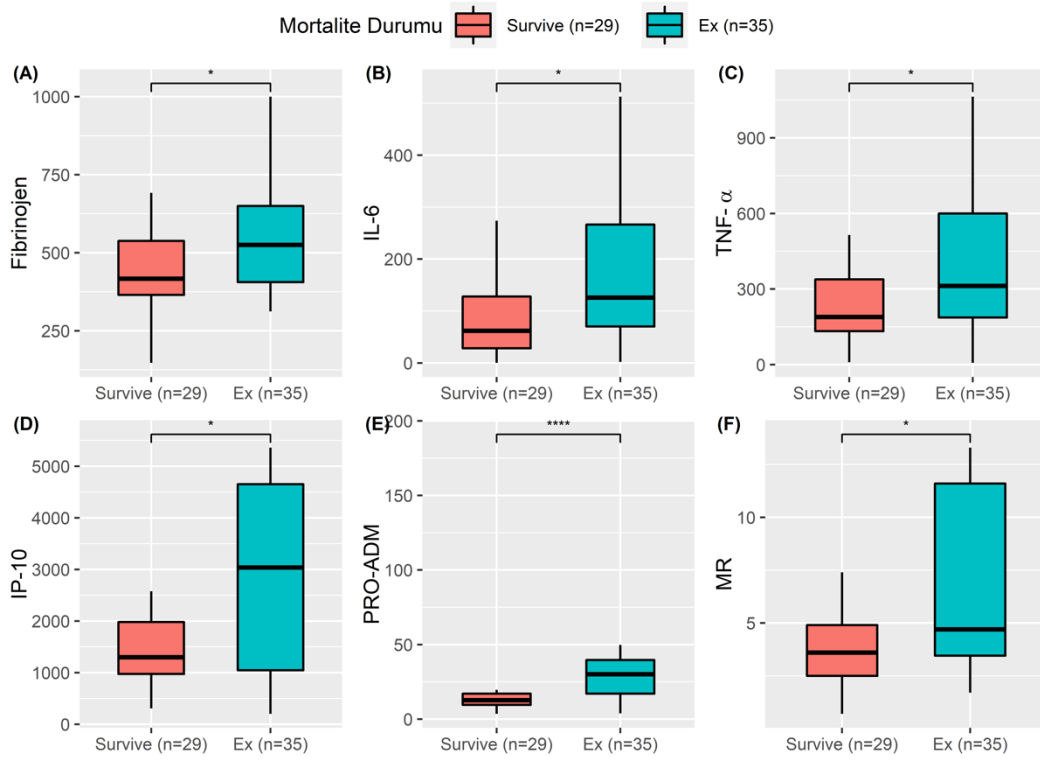 Mortalite Durumu Survive (n=29) Ex (n=35)
(A)
*
Fibrinojen
1000
750
500
250
Survive (n=29) Ex (n=35)
(B)
*
IL-6
400
200
0
Survive (n=29) Ex (n=35)
(C)
*
TNF- α
900
600
300
0
Survive (n=29) Ex (n=35)
(D)
*
IP-10
5000
4000
3000
2000
1000
0
Survive (n=29) Ex (n=35)
(E)
****
PRO-ADM
200
150
100
50
0
Survive (n=29) Ex (n=35)
(F)
*
MR
10
5
Survive (n=29) Ex (n=35)